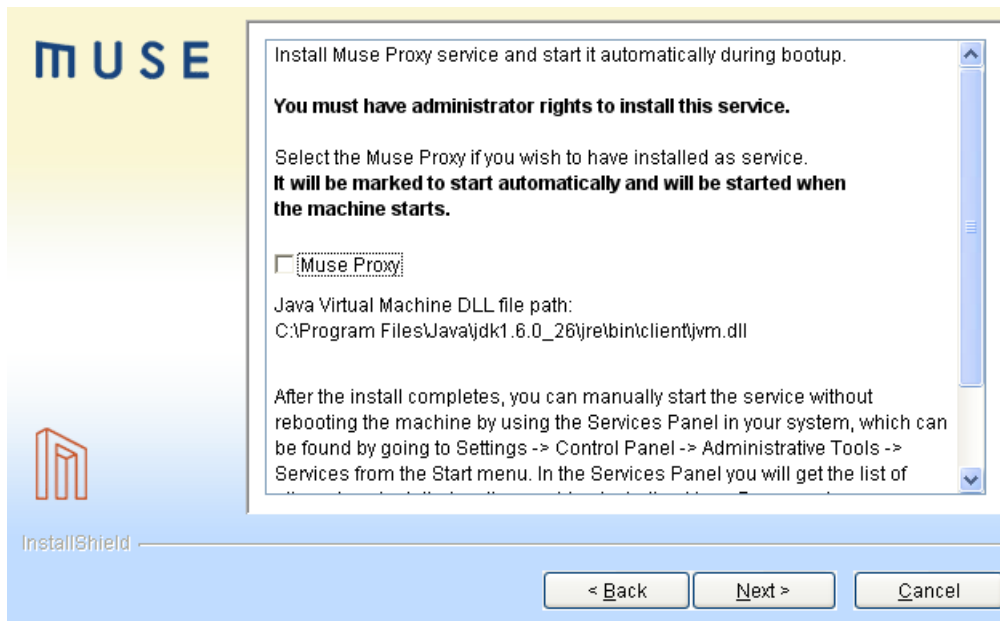 MUSE
Install Muse Proxy service and start it automatically during bootup.
You must have administrator rights to install this service.
Select the Muse Proxy if you wish to have installed as service.
It will be marked to start automatically and will be started when
the machine starts.
Muse Proxy
Java Virtual Machine DLL file path:
C:\Program Files\Java\jdk1.6.0_26\jre\bin\client\jvm.dll
After the install completes, you can manually start the service without
rebooting the machine by using the Services Panel in your system, which can
be found by going to Settings -> Control Panel -> Administrative Tools ->
Services from the Start menu. In the Services Panel you will get the list of
InstallShield
< Back
Next >
Cancel